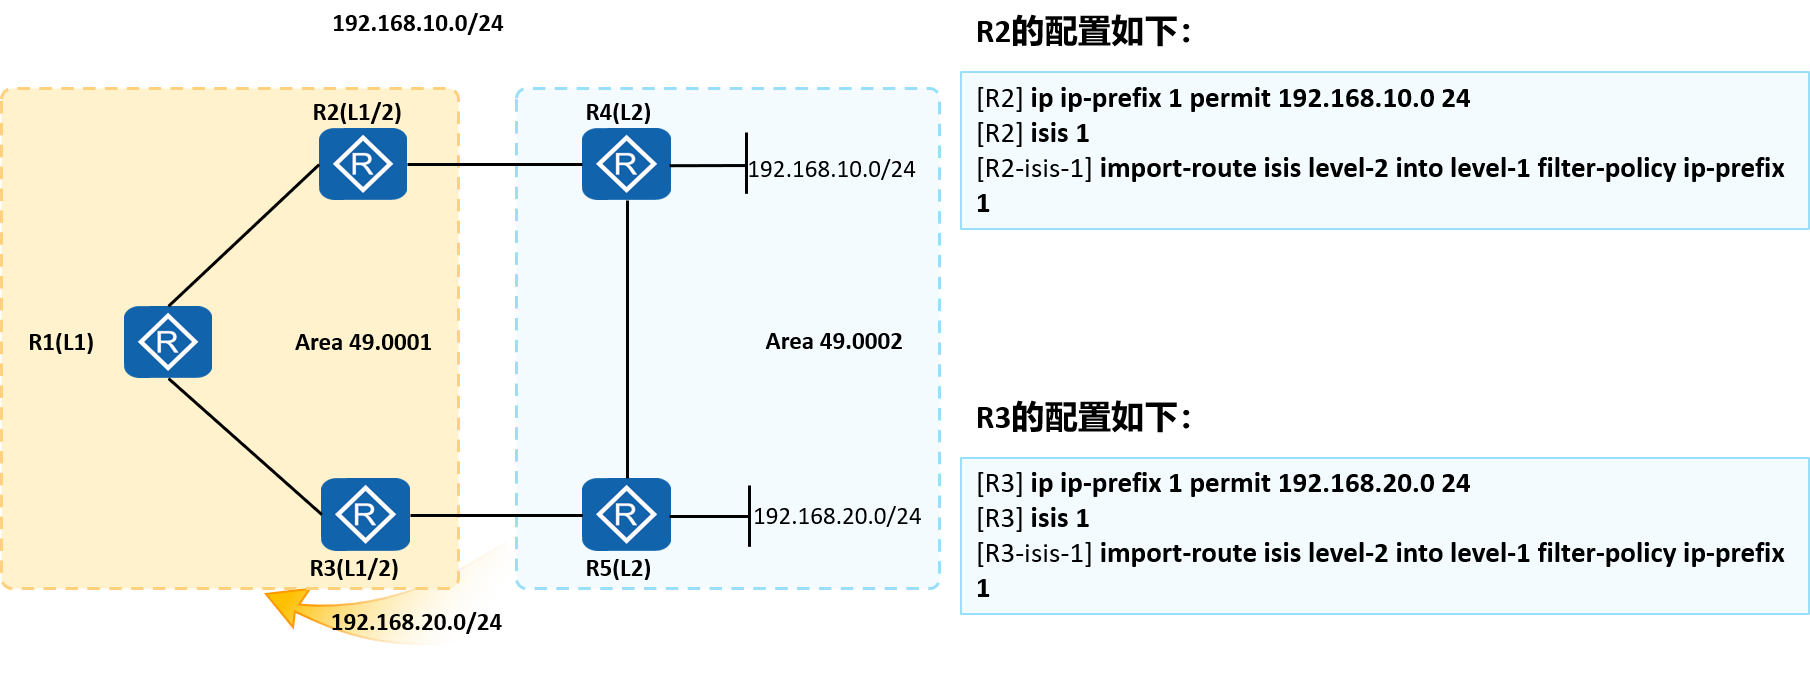 192.168.10.0/24
R2(L1/2)
R4(L2)
R
R
192.168.10.0/24
R1(L1)
R
Area 49.0001
Area 49.0002
R
R
192.168.20.0/24
R3(L1/2)
R5(L2)
192.168.20.0/24
R2的配置如下：
[R2] ip ip-prefix 1 permit 192.168.10.0 24
[R2] isis 1
[R2-isis-1] import-route isis level-2 into level-1 filter-policy ip-prefix
1
R3的配置如下：
[R3] ip ip-prefix 1 permit 192.168.20.0 24
[R3] isis 1
[R3-isis-1] import-route isis level-2 into level-1 filter-policy ip-prefix
1